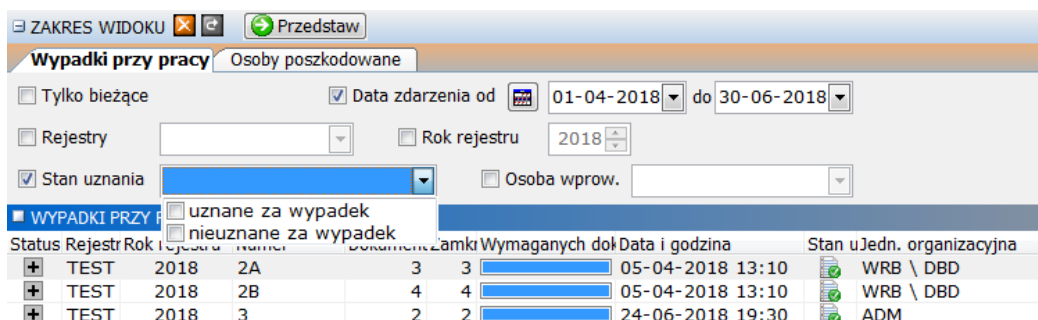 ZAKRES WIDOKU Przedstaw
Wypadki przy pracy Osoby poszkodowane
Tylko bieżące Data zdarzenia od 01-04-2018 do 30-06-2018
Rejestry Rok rejestru 2018
Stan uznania Osoba wprow.
uznane za wypadek
WYPADKI PRZY
nieuznane za wypadek
Status Rejestr Rok rejestru Numer Dokument Zamkr Wymaganych dok Data i godzina Stan u Jedn. organizacyjna
TEST 2018 2A 3 3 05-04-2018 13:10 WRB \ DBD
TEST 2018 2B 4 4 05-04-2018 13:10 WRB \ DBD
TEST 2018 3 2 2 24-06-2018 19:30 ADM